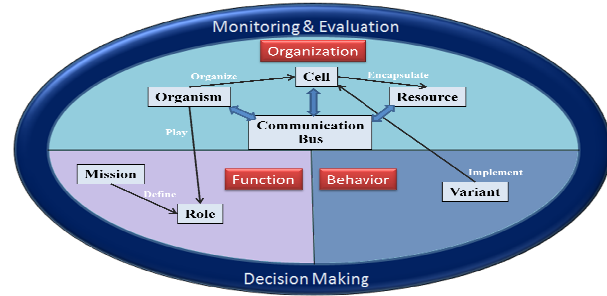 Monitoring & Evaluation
Organization
Organize
Cell
Encapsulate
Organism
Resource
Communication
Bus
Play
Mission
Function
Behavior
Implement
Define
Variant
Role
Decision Making